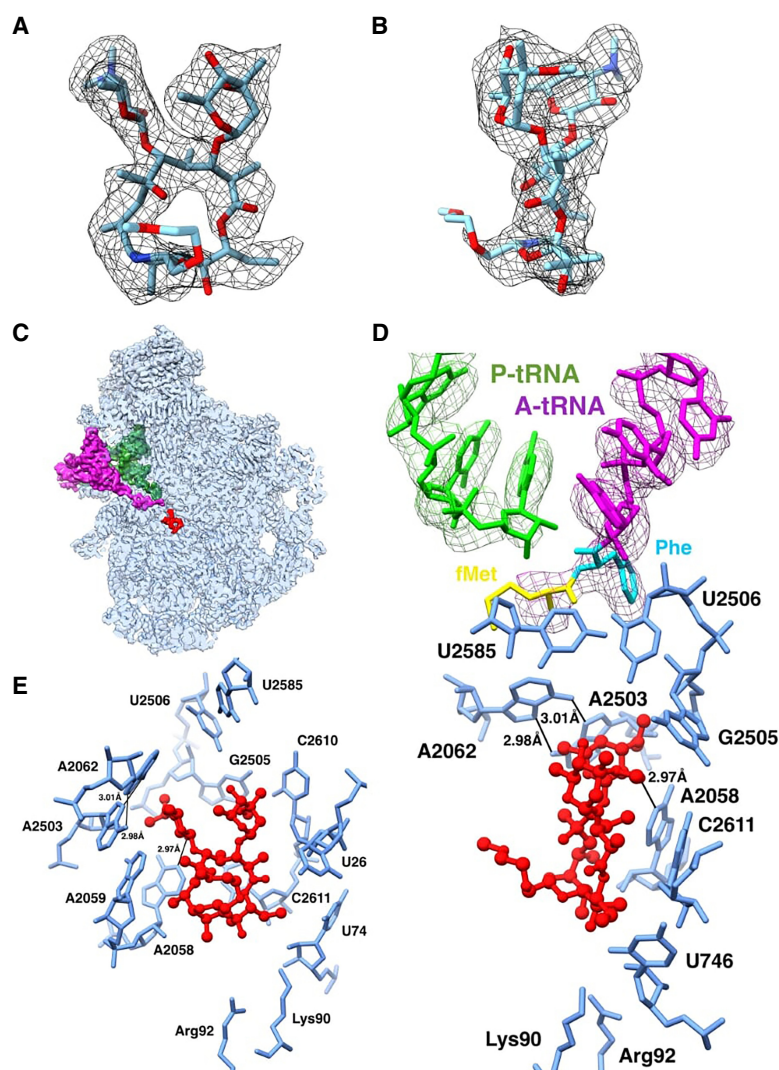 A
B
C
D
P-tRNA
A-tRNA
fMet
Phe
U2506
U2585
A2503
3.01Å
2.98Å
A2062
G2505
2.97Å
A2058
C2611
U746
Lys90
Arg92
E
U2506
U2585
A2062
G2505
C2610
3.01Å
A2503
2.98Å
2.97Å
U26
A2059
C2611
U74
A2058
Lys90
Arg92